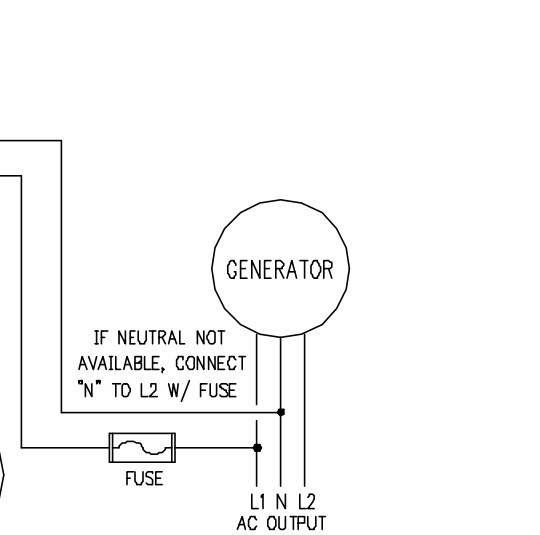 GENERATOR
IF NEUTRAL NOT
AVAILABLE, CONNECT
"N" TO L2 W/ FUSE
FUSE
L1 N L2
AC OUTPUT